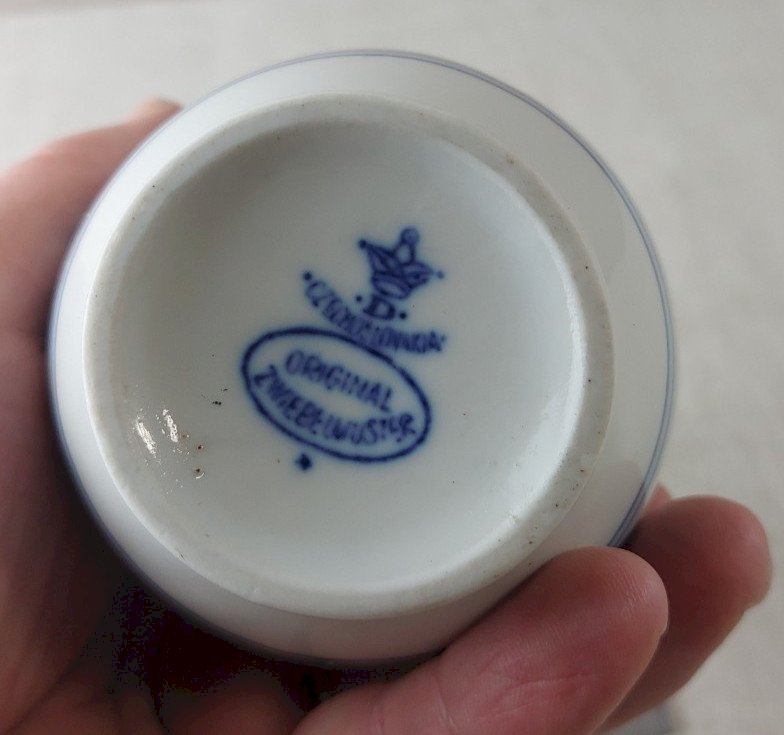 ·D·
·CZECHOSLOVAKIA·
ORIGINAL
ZWIEBELMUSTER